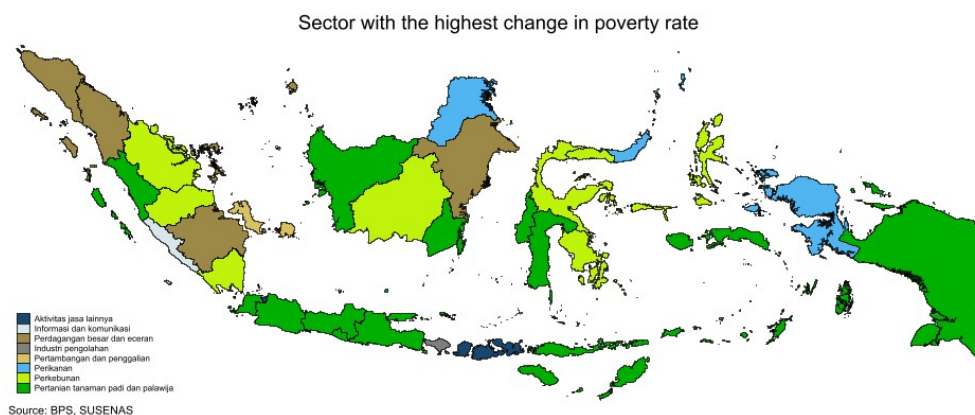 Sector with the highest change in poverty rate
Aktivitas jasa lainnya
Informasi dan komunikasi
Perdagangan besar dan eceran
Industri pengolahan
Pertambangan dan penggalian
Perikanan
Perkebunan
Pertanian tanaman padi dan palawija
Source: BPS, SUSENAS